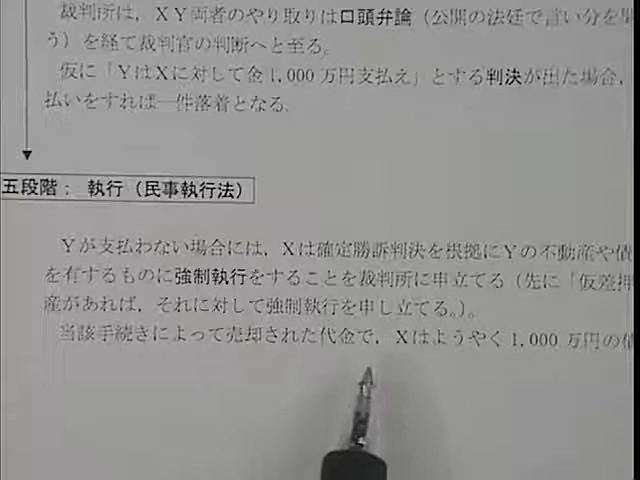 裁判所は，ＸＹ両者のやり取りは口頭弁論（公開の法廷で言い分を
う）を経て裁判官の判断へと至る。
仮に「ＹはＸに対して金1,000万円支払え」とする判決が出た場合，
払いをすれば一件落着となる。
五段階： 執行（民事執行法）
Ｙが支払わない場合には，Ｘは確定勝訴判決を根拠にＹの不動産や債
を有するものに強制執行をすることを裁判所に申立てる（先に「仮差押
産があれば，それに対して強制執行を申し立てる。）。
当該手続きによって売却された代金で，Ｘはようやく1,000万円の債